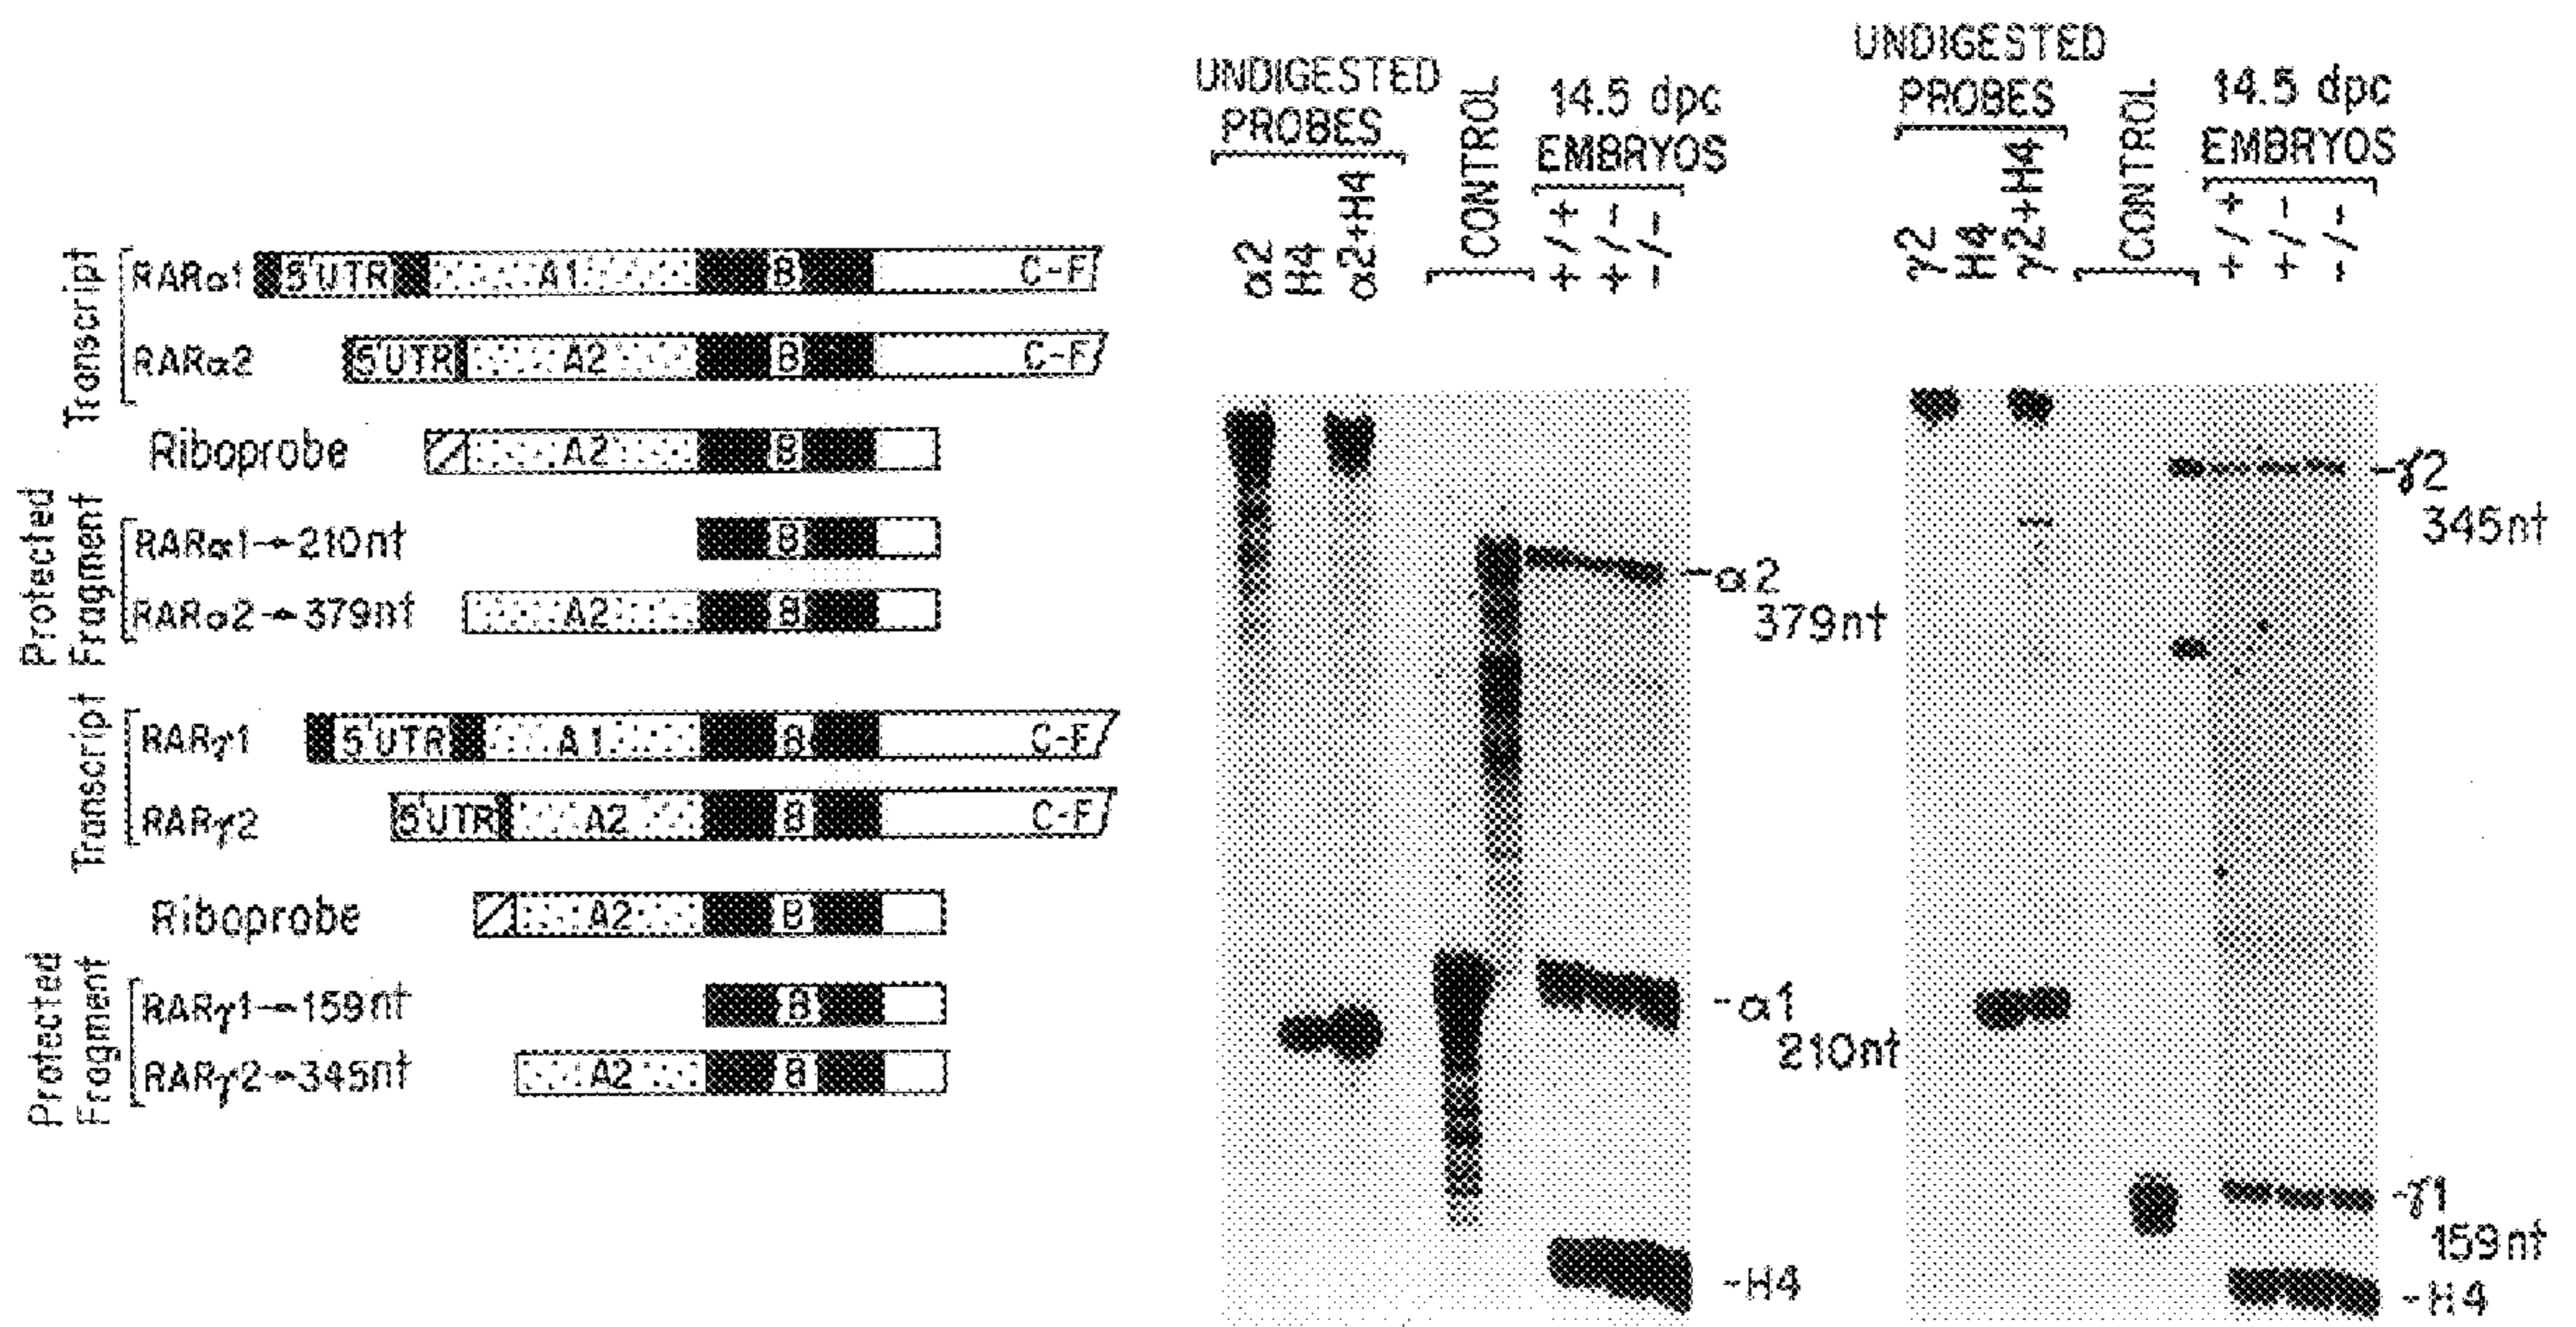 Transcript
RARα1
5'UTR A1 B C-F
RARα2
5'UTR A2 B C-F
Riboprobe
A2 B
Protected
Fragment
RARα1→210nt
B
RARα2→379nt
A2 B
Transcript
RARγ1
5'UTR A1 B C-F
RARγ2
5'UTR A2 B C-F
Riboprobe
A2 B
Protected
Fragment
RARγ1→159nt
B
RARγ2→345nt
A2 B
UNDIGESTED
PROBES
α2
H4
α2+H4
CONTROL
14.5 dpc
EMBRYOS
+/+
+/-
-/-
-α2
379nt
-α1
210nt
-H4
UNDIGESTED
PROBES
γ2
H4
γ2+H4
CONTROL
14.5 dpc
EMBRYOS
+/+
+/-
-/-
-γ2
345nt
-γ1
159nt
-H4